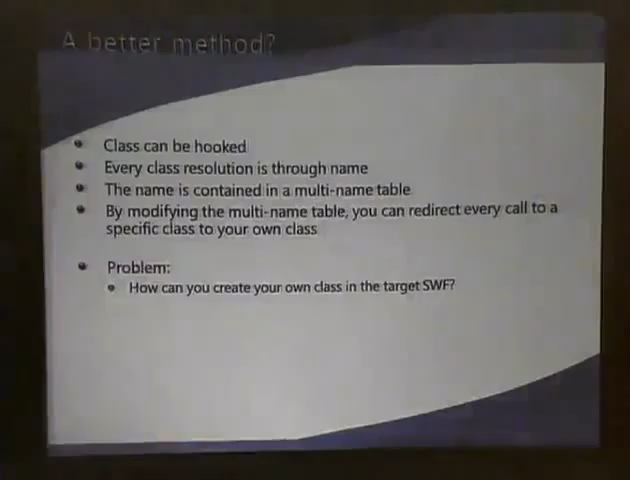 A better method?
Class can be hooked
Every class resolution is through name
The name is contained in a multi-name table
By modifying the multi-name table, you can redirect every call to a
specific class to your own class
Problem:
How can you create your own class in the target SWF?